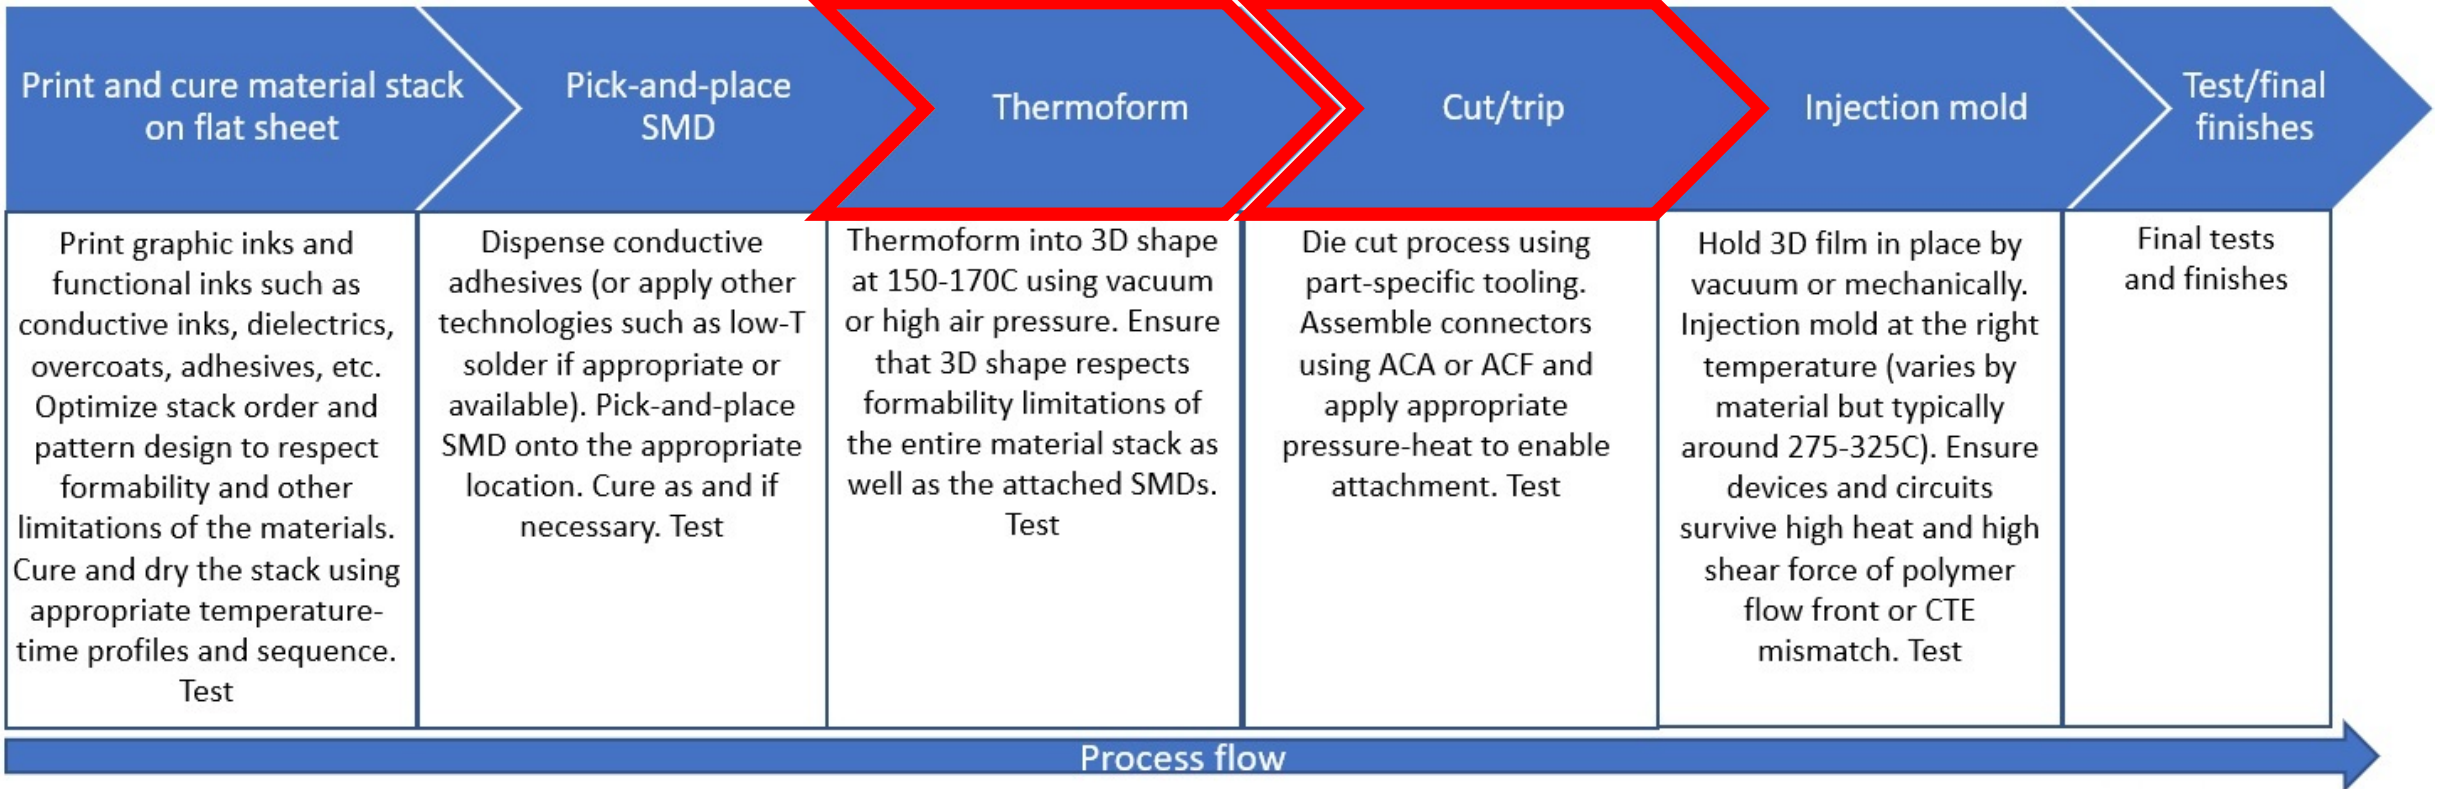 Print and cure material stack
on flat sheet
Pick-and-place
SMD
Thermoform
Cut/trip
Injection mold
Test/final
finishes
Print graphic inks and
functional inks such as
conductive inks, dielectrics,
overcoats, adhesives, etc.
Optimize stack order and
pattern design to respect
formability and other
limitations of the materials.
Cure and dry the stack using
appropriate temperature-
time profiles and sequence.
Test
Dispense conductive
adhesives (or apply other
technologies such as low-T
solder if appropriate or
available). Pick-and-place
SMD onto the appropriate
location. Cure as and if
necessary. Test
Thermoform into 3D shape
at 150-170C using vacuum
or high air pressure. Ensure
that 3D shape respects
formability limitations of
the entire material stack as
well as the attached SMDs.
Test
Die cut process using
part-specific tooling.
Assemble connectors
using ACA or ACF and
apply appropriate
pressure-heat to enable
attachment. Test
Hold 3D film in place by
vacuum or mechanically.
Injection mold at the right
temperature (varies by
material but typically
around 275-325C). Ensure
devices and circuits
survive high heat and high
shear force of polymer
flow front or CTE
mismatch. Test
Final tests
and finishes
Process flow